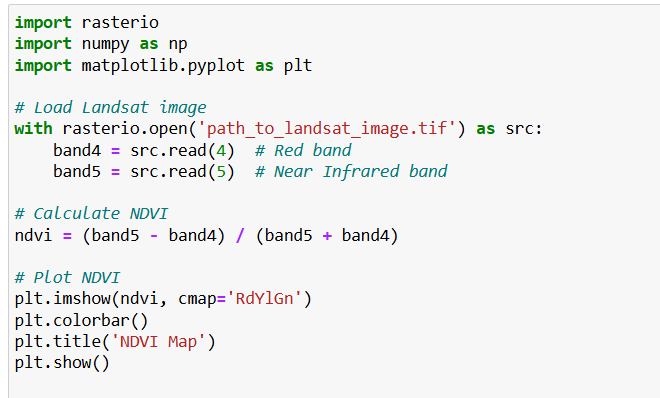 import rasterio
import numpy as np
import matplotlib.pyplot as plt
# Load Landsat image
with rasterio.open('path_to_landsat_image.tif') as src:
    band4 = src.read(4)  # Red band
    band5 = src.read(5)  # Near Infrared band
# Calculate NDVI
ndvi = (band5 - band4) / (band5 + band4)
# Plot NDVI
plt.imshow(ndvi, cmap='RdYlGn')
plt.colorbar()
plt.title('NDVI Map')
plt.show()